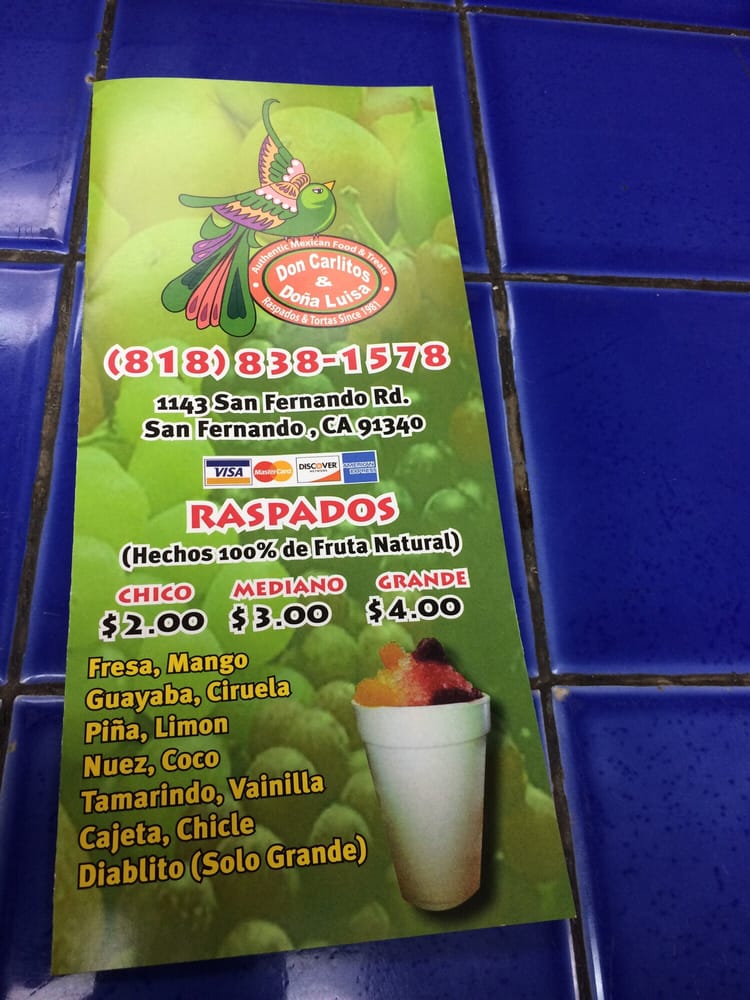 Authentic Mexican Food & Treats
Don Carlitos
&
Doña Luisa
Raspados & Tortas Since 1981
(818) 838-1578
1143 San Fernando Rd.
San Fernando, CA 91340
VISA MasterCard DISCOVER NETWORK AMERICAN EXPRESS
RASPADOS
(Hechos 100% de Fruta Natural)
CHICO MEDIANO GRANDE
$2.00 $3.00 $4.00
Fresa, Mango
Guayaba, Ciruela
Piña, Limon
Nuez, Coco
Tamarindo, Vainilla
Cajeta, Chicle
Diablito (Solo Grande)